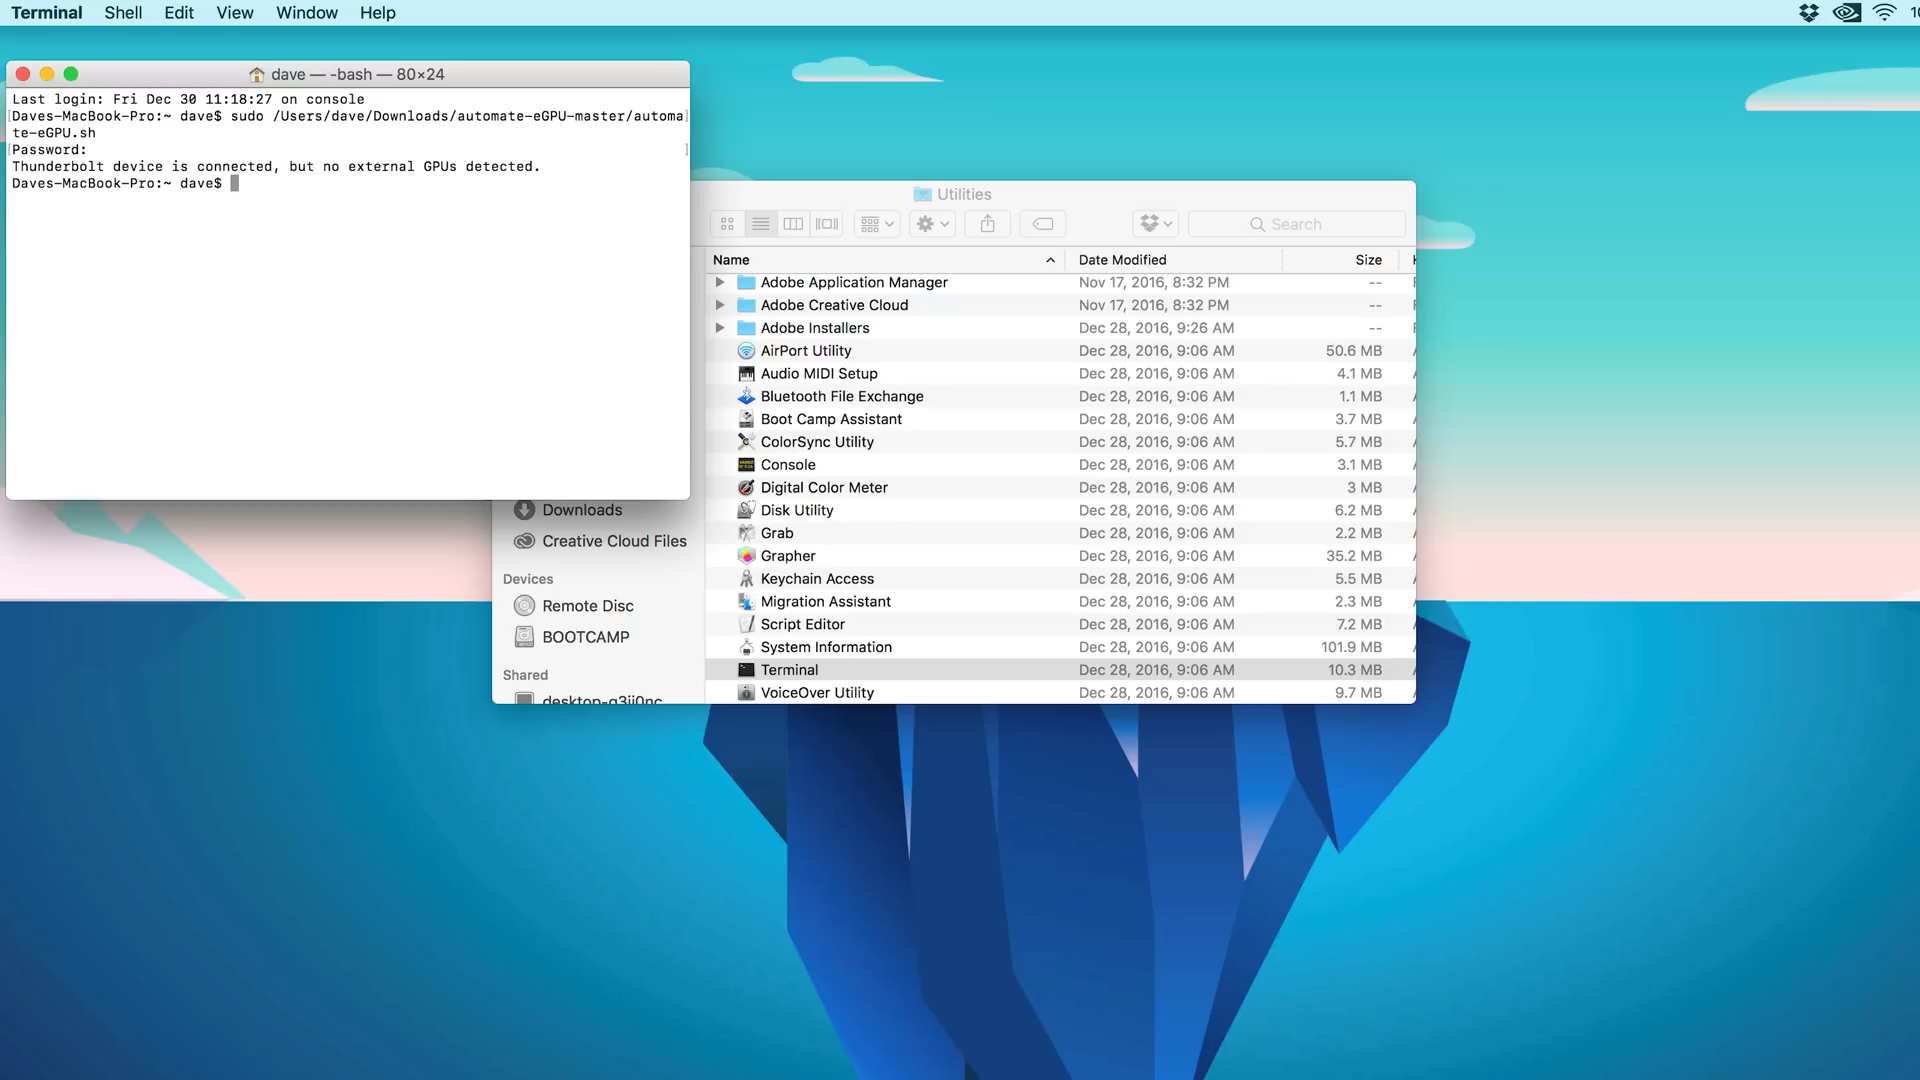 Terminal Shell Edit View Window Help
dave — -bash — 80×24
Last login: Fri Dec 30 11:18:27 on console
[Daves-MacBook-Pro:~ dave$ sudo /Users/dave/Downloads/automate-eGPU-master/automa]
te-eGPU.sh
[Password: ]
Thunderbolt device is connected, but no external GPUs detected.
Daves-MacBook-Pro:~ dave$
Utilities
Search
Name Date Modified Size
Adobe Application Manager Nov 17, 2016, 8:32 PM --
Adobe Creative Cloud Nov 17, 2016, 8:32 PM --
Adobe Installers Dec 28, 2016, 9:26 AM --
AirPort Utility Dec 28, 2016, 9:06 AM 50.6 MB
Audio MIDI Setup Dec 28, 2016, 9:06 AM 4.1 MB
Bluetooth File Exchange Dec 28, 2016, 9:06 AM 1.1 MB
Boot Camp Assistant Dec 28, 2016, 9:06 AM 3.7 MB
ColorSync Utility Dec 28, 2016, 9:06 AM 5.7 MB
Console Dec 28, 2016, 9:06 AM 3.1 MB
Digital Color Meter Dec 28, 2016, 9:06 AM 3 MB
Disk Utility Dec 28, 2016, 9:06 AM 6.2 MB
Grab Dec 28, 2016, 9:06 AM 2.2 MB
Grapher Dec 28, 2016, 9:06 AM 35.2 MB
Keychain Access Dec 28, 2016, 9:06 AM 5.5 MB
Migration Assistant Dec 28, 2016, 9:06 AM 2.3 MB
Script Editor Dec 28, 2016, 9:06 AM 7.2 MB
System Information Dec 28, 2016, 9:06 AM 101.9 MB
Terminal Dec 28, 2016, 9:06 AM 10.3 MB
VoiceOver Utility Dec 28, 2016, 9:06 AM 9.7 MB
Downloads
Creative Cloud Files
Devices
Remote Disc
BOOTCAMP
Shared